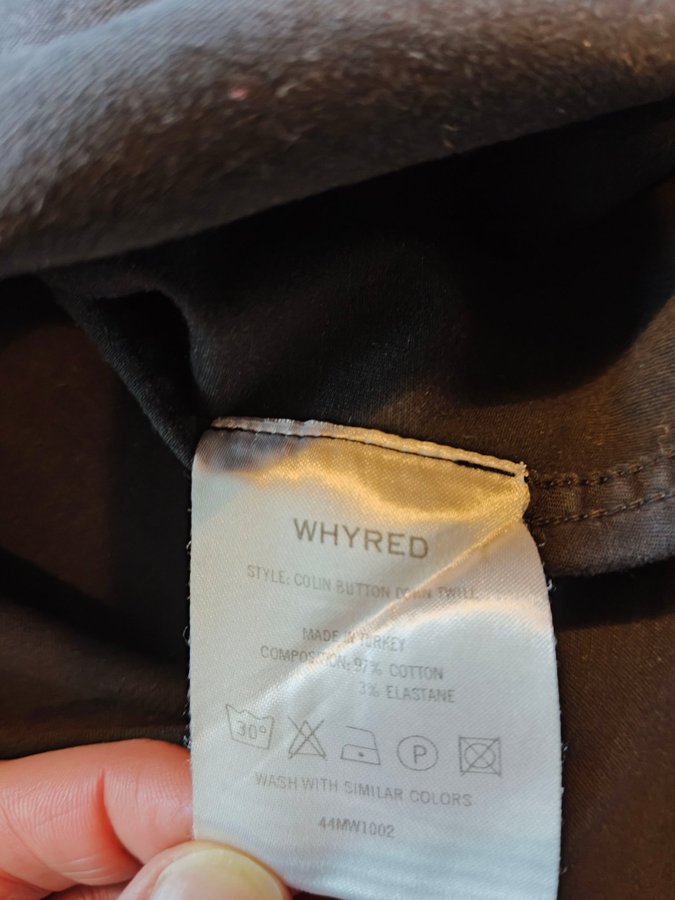 WHYRED
STYLE: COLIN BUTTON DOWN TWILL
MADE IN TURKEY
COMPOSITION: 97% COTTON
3% ELASTANE
30°
P
WASH WITH SIMILAR COLORS
44MW1002